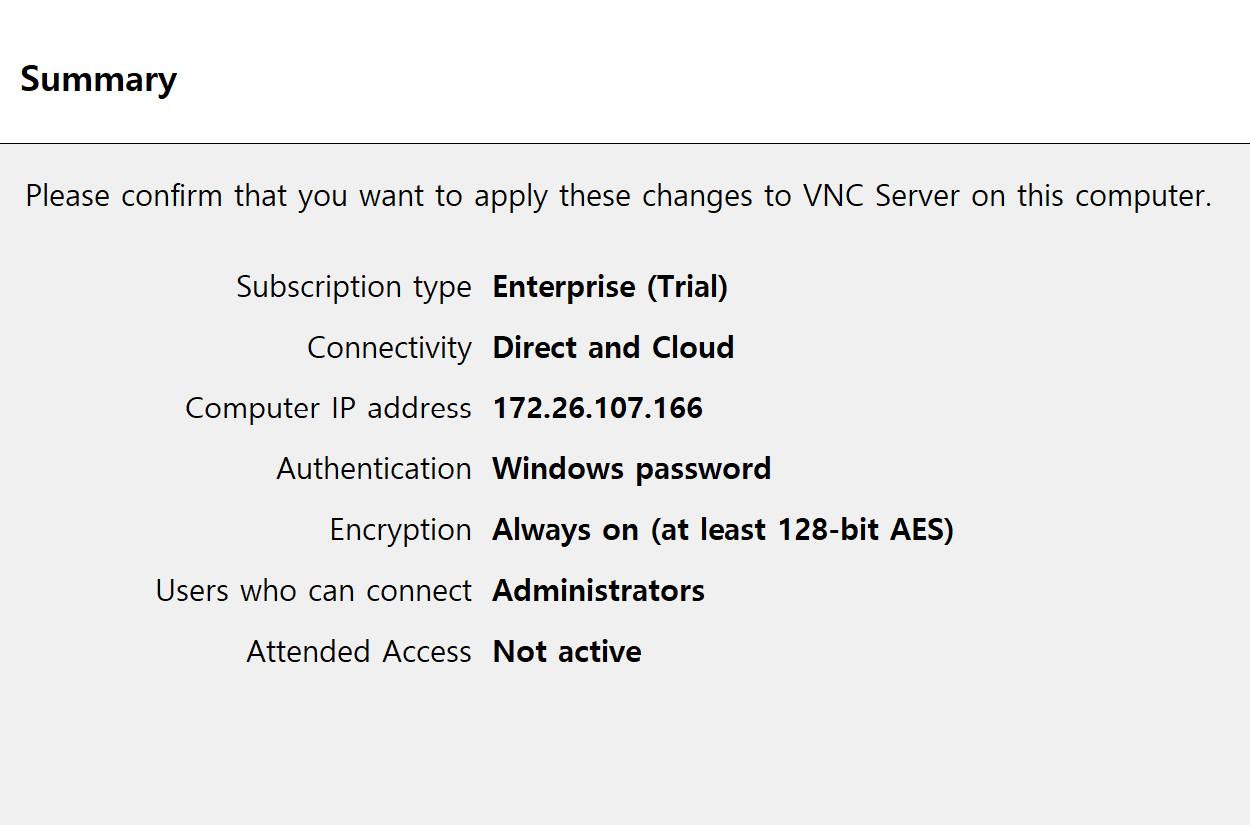 Summary
Please confirm that you want to apply these changes to VNC Server on this computer.
Subscription type Enterprise (Trial)
Connectivity Direct and Cloud
Computer IP address 172.26.107.166
Authentication Windows password
Encryption Always on (at least 128-bit AES)
Users who can connect Administrators
Attended Access Not active